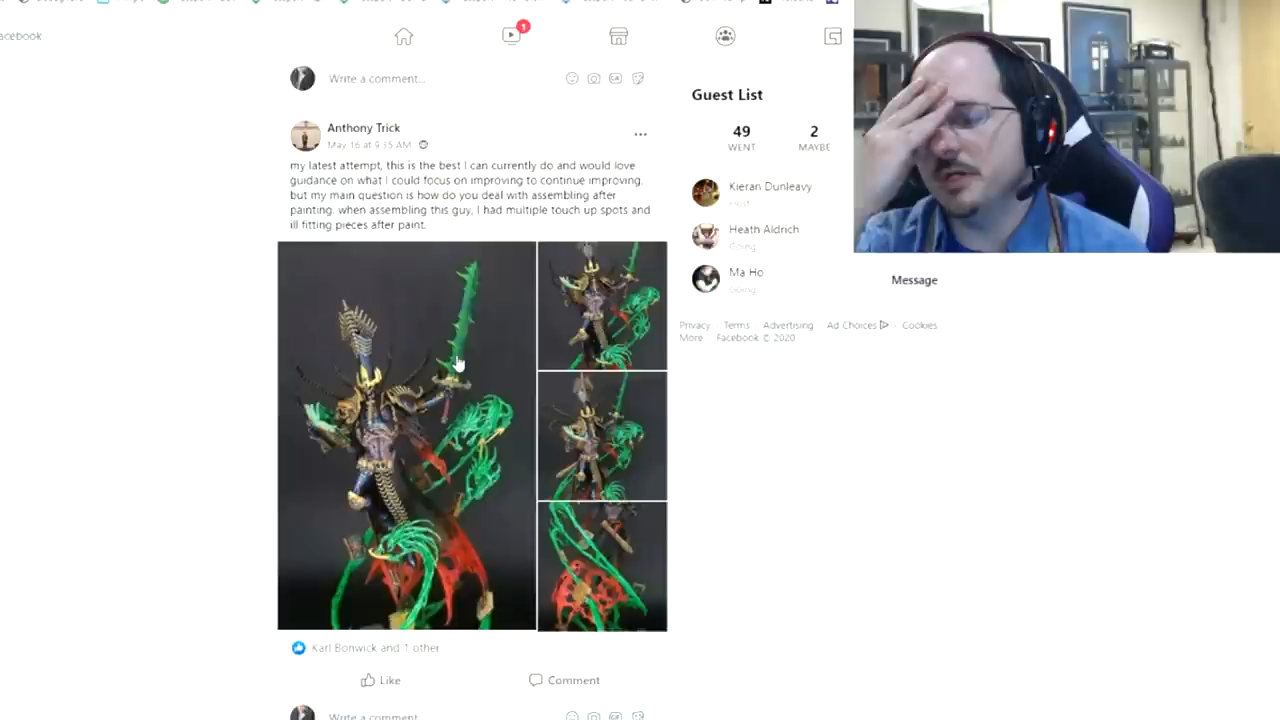 acebook
1
Write a comment...
Guest List
49
2
WENT
MAYBE
Anthony Trick
May 16 at 9:35 AM
my latest attempt, this is the best I can currently do and would love
guidance on what I could focus on improving to continue improving.
but my main question is how do you deal with assembling after
painting. when assembling this guy, I had multiple touch up spots and
ill fitting pieces after paint.
Kieran Dunleavy
Host
Heath Aldrich
Going
Ma Ho
Going
Message
Privacy Terms Advertising Ad Choices · Cookies
More Facebook © 2020
Karl Bonwick and 1 other
Like
Comment
Write a comment